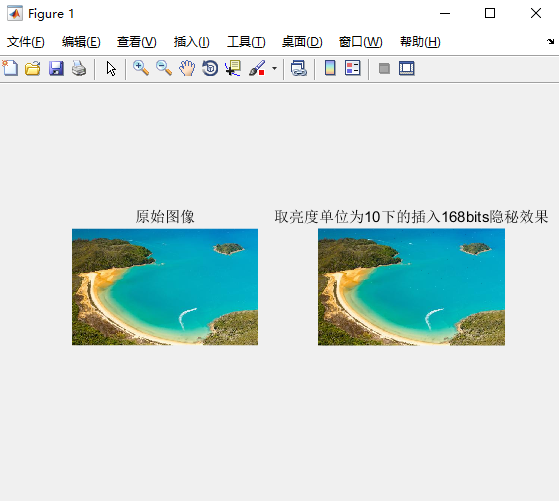 Figure 1
文件(F) 编辑(E) 查看(V) 插入(I) 工具(T) 桌面(D) 窗口(W) 帮助(H)
原始图像 取亮度单位为10下的插入168bits隐秘效果